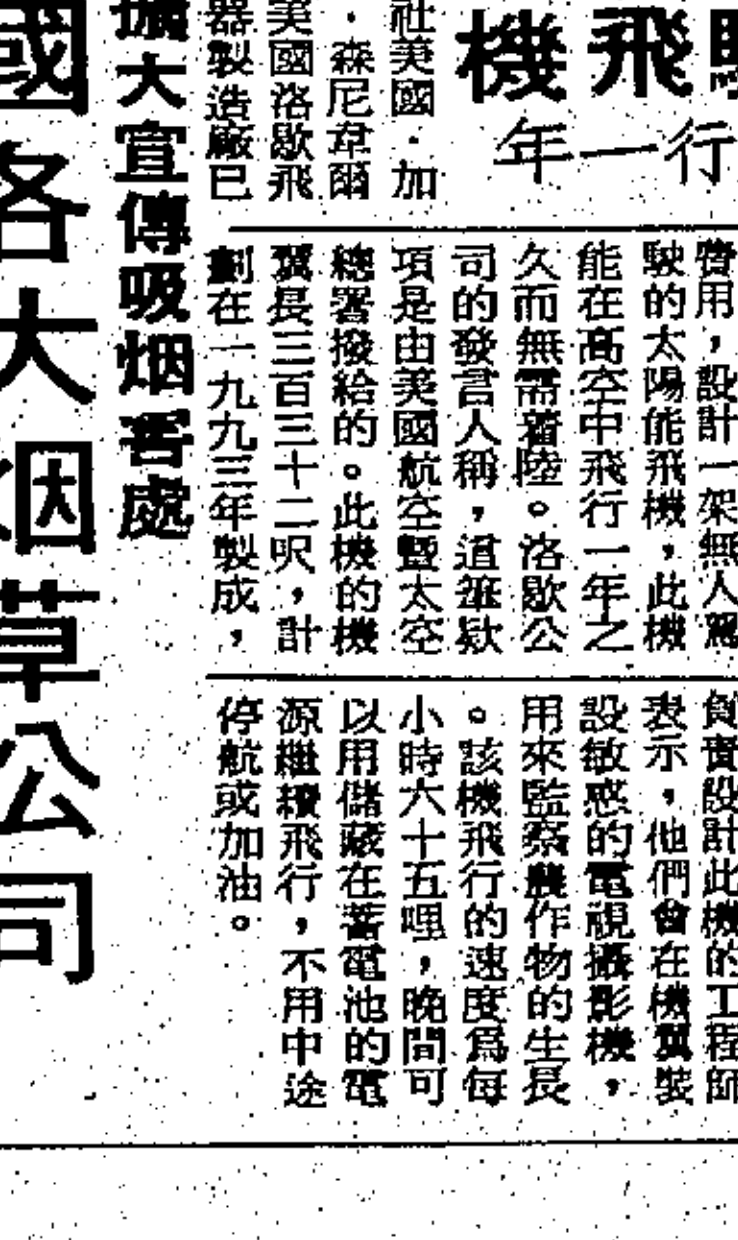 飛機
行一年
社美國·加
·森尼韋爾
美國洛歇飛
器製造廠已
費用，設計一架無人駕
駛的太陽能飛機，此機
能在高空中飛行一年之
久而無需着陸。洛歇公
司的發言人稱，這筆欵
項是由美國航空暨太空
總署撥給的。此機的機
翼長三百三十二呎，計
劃在一九九三年製成，
負責設計此機的工程師
表示，他們會在機翼裝
設敏感的電視攝影機，
用來監察農作物的生長
。該機飛行的速度爲每
小時六十五哩，晚間可
以用儲藏在蓄電池的電
源繼續飛行，不用中途
停航或加油。
擴大宣傳吸烟害處
國各大烟草公司